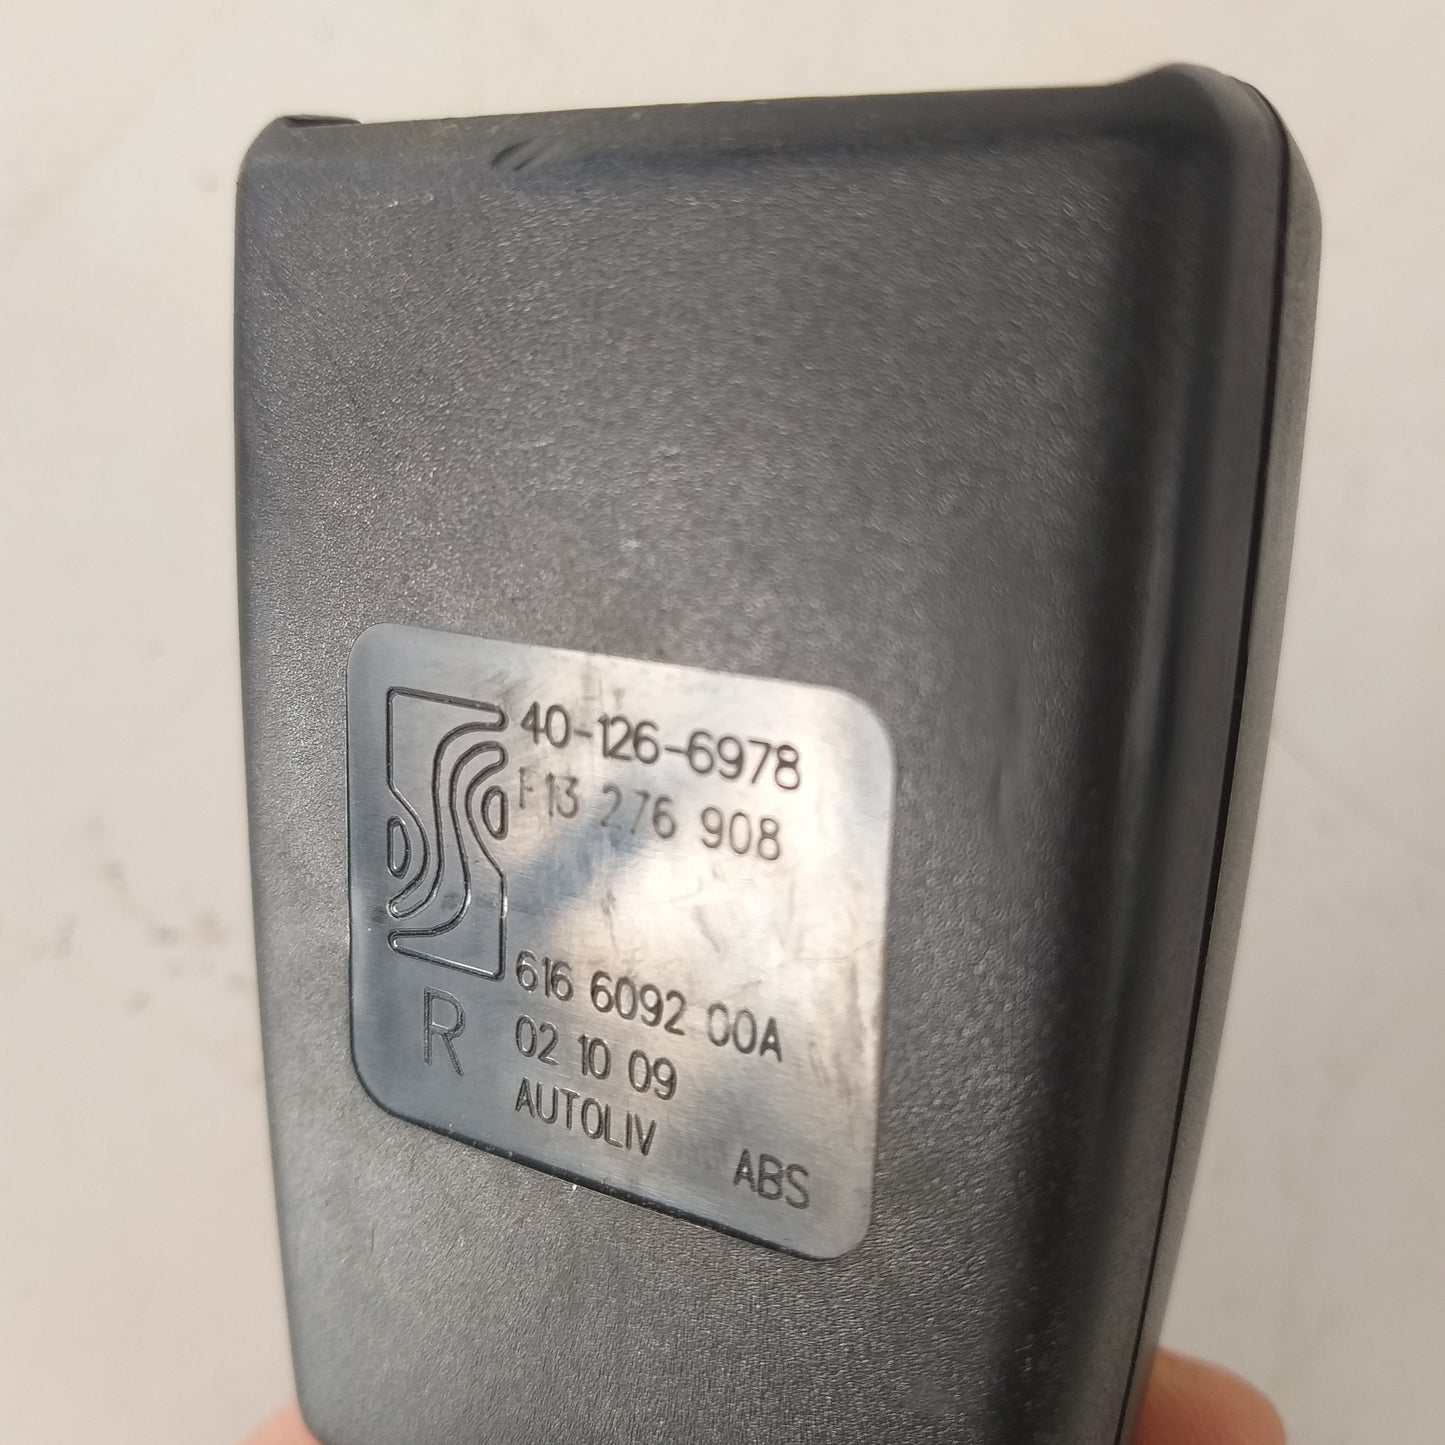 40-126-6978
F13 276 908
616 6092 00A
R
02 10 09
AUTOLIV
ABS